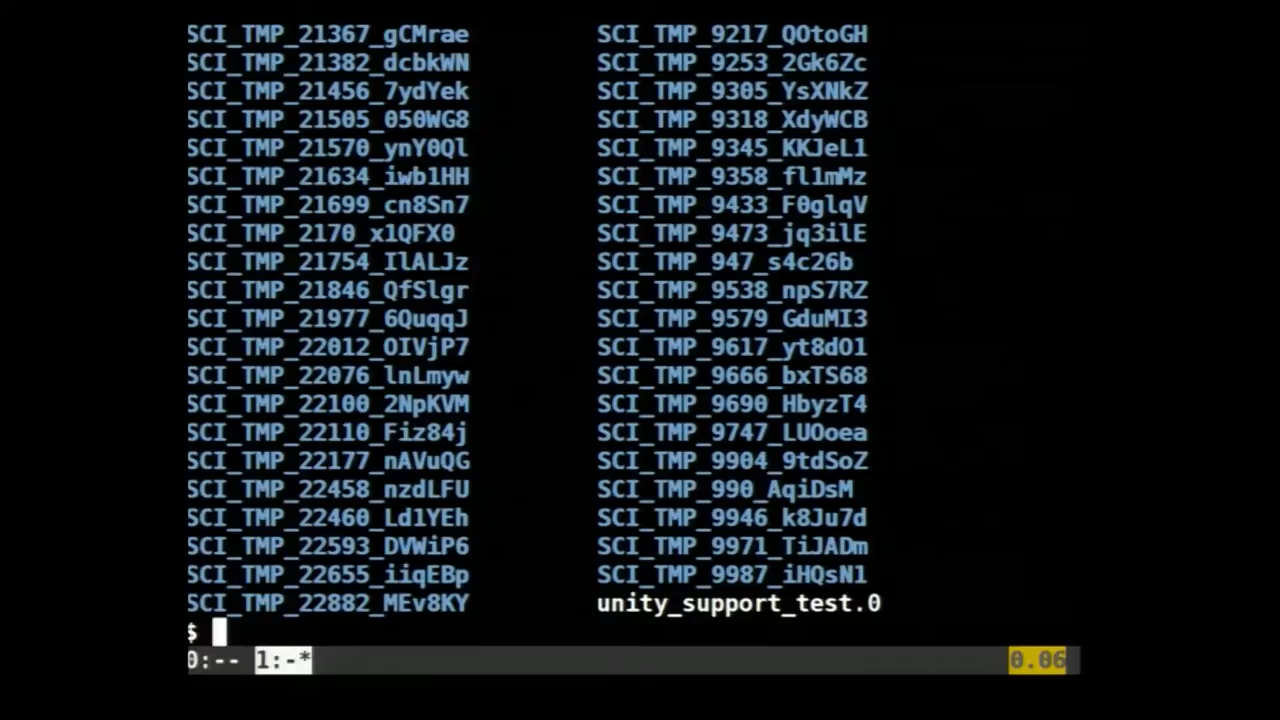 SCI_TMP_21367_gCMrae SCI_TMP_9217_QOtoGH
SCI_TMP_21382_dcbkWN SCI_TMP_9253_2Gk6Zc
SCI_TMP_21456_7ydYek SCI_TMP_9305_YsXNkZ
SCI_TMP_21505_050WG8 SCI_TMP_9318_XdyWCB
SCI_TMP_21570_ynY0Ql SCI_TMP_9345_KKJeL1
SCI_TMP_21634_iwb1HH SCI_TMP_9358_fl1mMz
SCI_TMP_21699_cn8Sn7 SCI_TMP_9433_F0glqV
SCI_TMP_2170_x1QFX0 SCI_TMP_9473_jq3ilE
SCI_TMP_21754_IlALJz SCI_TMP_947_s4c26b
SCI_TMP_21846_QfSlgr SCI_TMP_9538_npS7RZ
SCI_TMP_21977_6QuqqJ SCI_TMP_9579_GduMI3
SCI_TMP_22012_OIVjP7 SCI_TMP_9617_yt8dO1
SCI_TMP_22076_lnLmyw SCI_TMP_9666_bxTS68
SCI_TMP_22100_2NpKVM SCI_TMP_9690_HbyzT4
SCI_TMP_22110_Fiz84j SCI_TMP_9747_LUOoea
SCI_TMP_22177_nAVuQG SCI_TMP_9904_9tdSoZ
SCI_TMP_22458_nzdLFU SCI_TMP_990_AqiDsM
SCI_TMP_22460_Ld1YEh SCI_TMP_9946_k8Ju7d
SCI_TMP_22593_DVWiP6 SCI_TMP_9971_TiJADm
SCI_TMP_22655_iiqEBp SCI_TMP_9987_iHQsN1
SCI_TMP_22882_MEv8KY unity_support_test.0
$
0:-- 1:-* 0.06